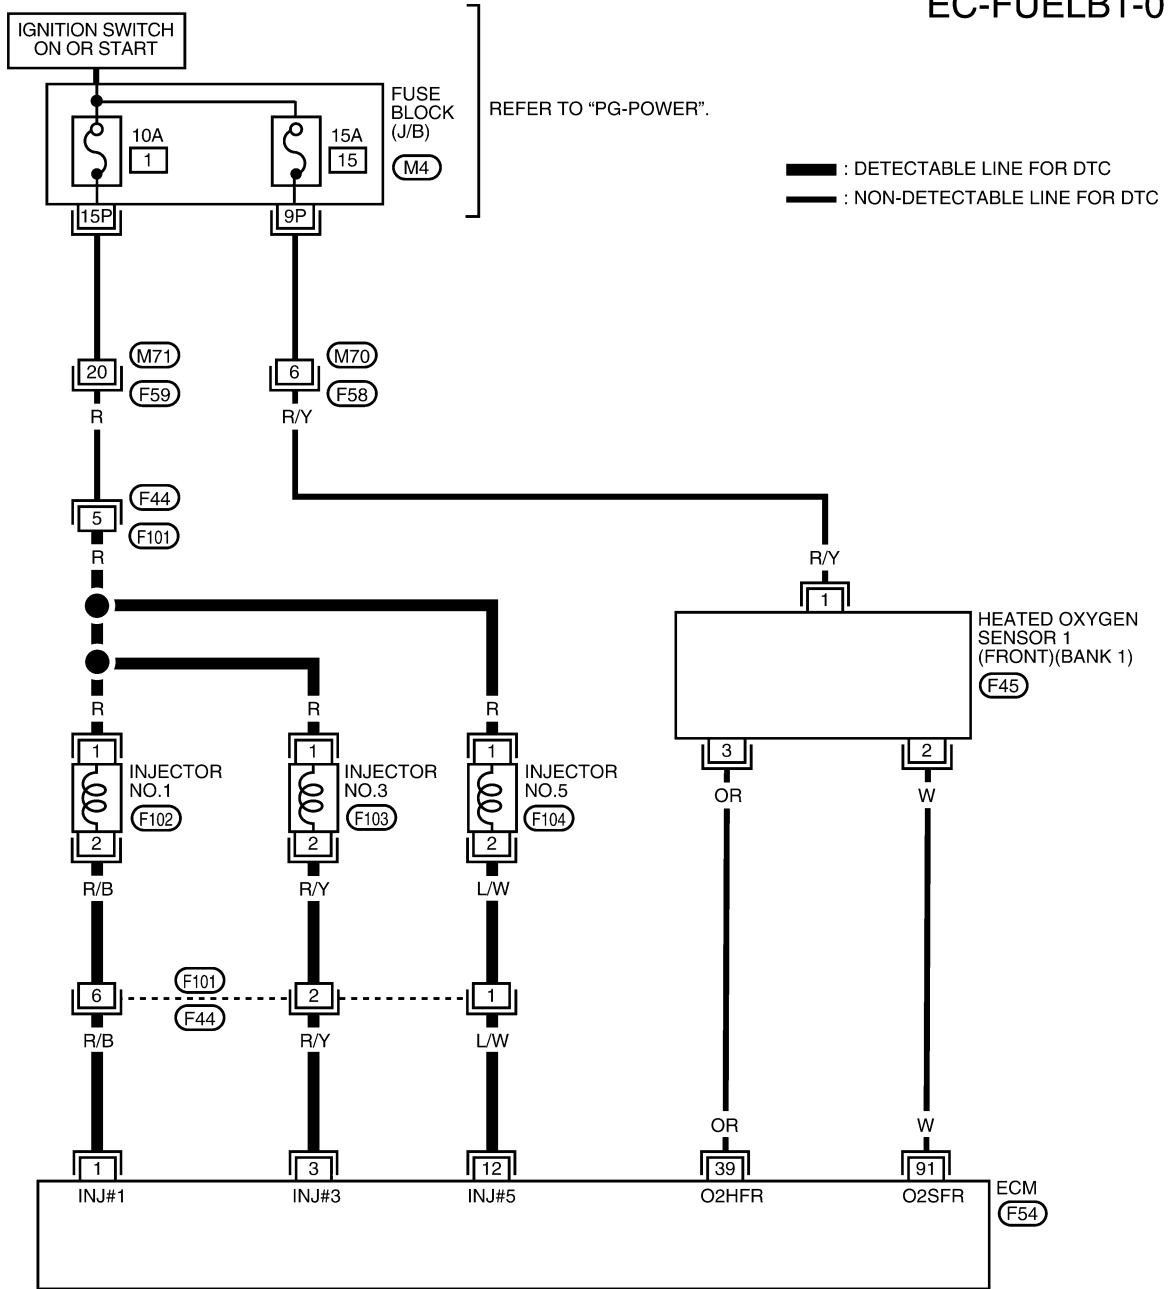 EC-FUELB1-0
IGNITION SWITCH
ON OR START
FUSE
BLOCK
(J/B)
M4
REFER TO “PG-POWER”.
10A
1
15A
15
: DETECTABLE LINE FOR DTC
: NON-DETECTABLE LINE FOR DTC
15P
9P
20
M71
F59
6
M70
F58
R
R/Y
5
F44
F101
R
R/Y
1
HEATED OXYGEN
SENSOR 1
(FRONT)(BANK 1)
F45
R
R
R
1
1
1
3
2
INJECTOR
NO.1
F102
INJECTOR
NO.3
F103
INJECTOR
NO.5
F104
OR
W
2
2
2
R/B
R/Y
L/W
6
F101
F44
2
1
R/B
R/Y
L/W
OR
W
1
3
12
39
91
INJ#1
INJ#3
INJ#5
O2HFR
O2SFR
ECM
F54